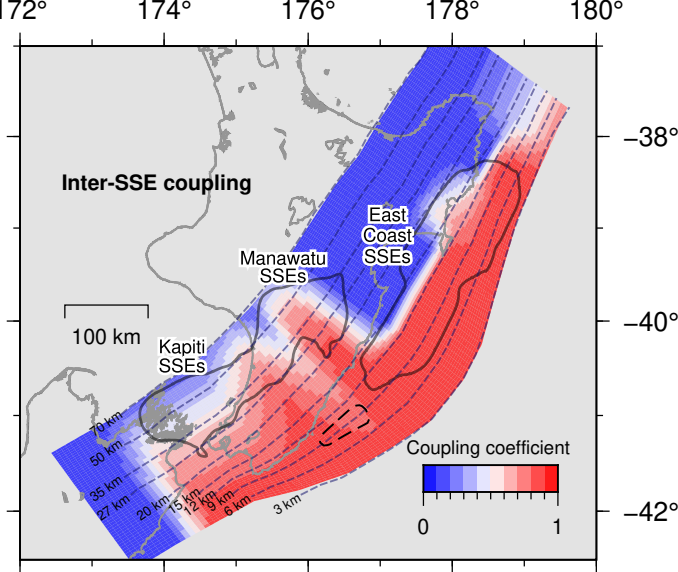 172° 174° 176° 178° 180°
−38°
Inter-SSE coupling
East
Coast
SSEs
Manawatu
SSEs
100 km
−40°
Kapiti
SSEs
70 km
50 km
35 km
27 km
20 km
15 km
12 km
9 km
6 km
3 km
Coupling coefficient
0 1
−42°